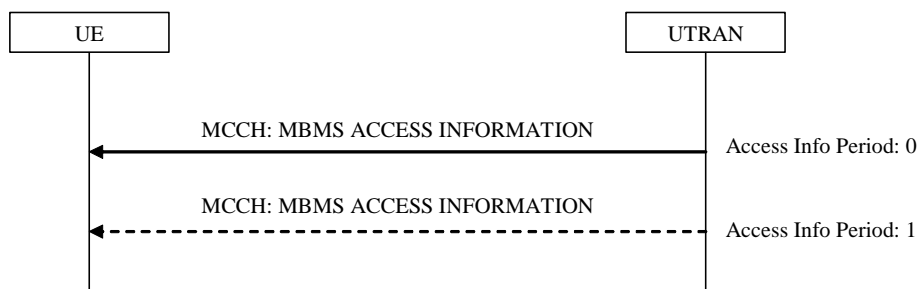 UE
UTRAN
MCCH: MBMS ACCESS INFORMATION
Access Info Period: 0
MCCH: MBMS ACCESS INFORMATION
Access Info Period: 1